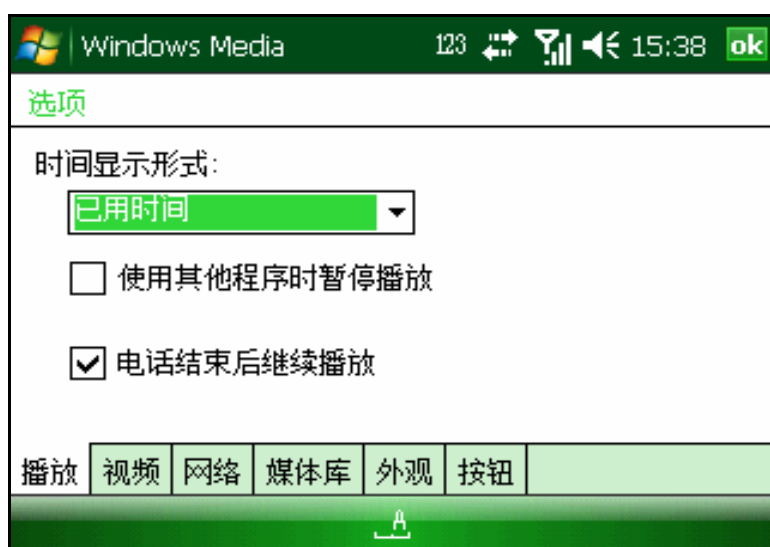 Windows Media 123 15:38 ok
选项
时间显示形式:
已用时间
使用其他程序时暂停播放
电话结束后继续播放
播放 视频 网络 媒体库 外观 按钮
A